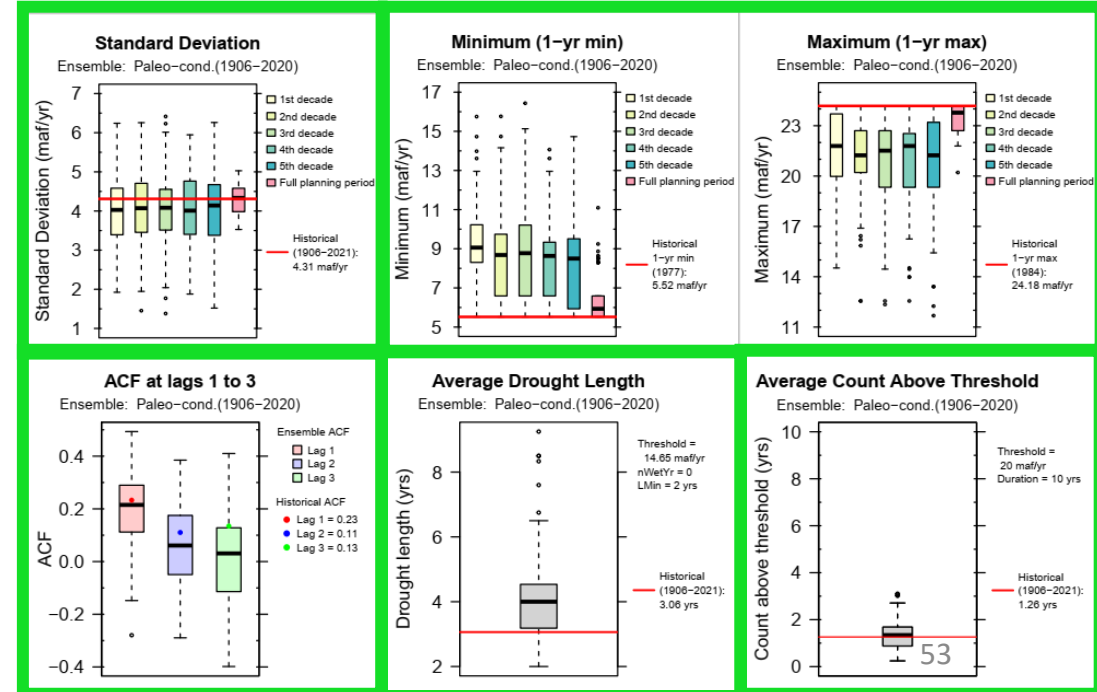 Standard Deviation
Ensemble: Paleo−cond.(1906−2020)
Standard Deviation (maf/yr)
7
6
5
4
3
2
1
1st decade
2nd decade
3rd decade
4th decade
5th decade
Full planning period
Historical
(1906−2021):
4.31 maf/yr
Minimum (1−yr min)
Ensemble: Paleo−cond.(1906−2020)
Minimum (maf/yr)
17
15
13
11
9
7
5
1st decade
2nd decade
3rd decade
4th decade
5th decade
Full planning period
Historical
1−yr min
(1977):
5.52 maf/yr
Maximum (1−yr max)
Ensemble: Paleo−cond.(1906−2020)
Maximum (maf/yr)
23
20
17
14
11
1st decade
2nd decade
3rd decade
4th decade
5th decade
Full planning period
Historical
1−yr max
(1984):
24.18 maf/yr
ACF at lags 1 to 3
Ensemble: Paleo−cond.(1906−2020)
ACF
0.4
0.2
0.0
−0.2
−0.4
Ensemble ACF
Lag 1
Lag 2
Lag 3
Historical ACF
Lag 1 = 0.23
Lag 2 = 0.11
Lag 3 = 0.13
Average Drought Length
Ensemble: Paleo−cond.(1906−2020)
Drought length (yrs)
8
6
4
2
Threshold =
14.65 maf/yr
nWetYr = 0
LMin = 2 yrs
Historical
(1906−2021):
3.06 yrs
Average Count Above Threshold
Ensemble: Paleo−cond.(1906−2020)
Count above threshold (yrs)
10
8
6
4
2
0
Threshold =
20 maf/yr
Duration = 10 yrs
Historical
(1906−2021):
1.26 yrs
53